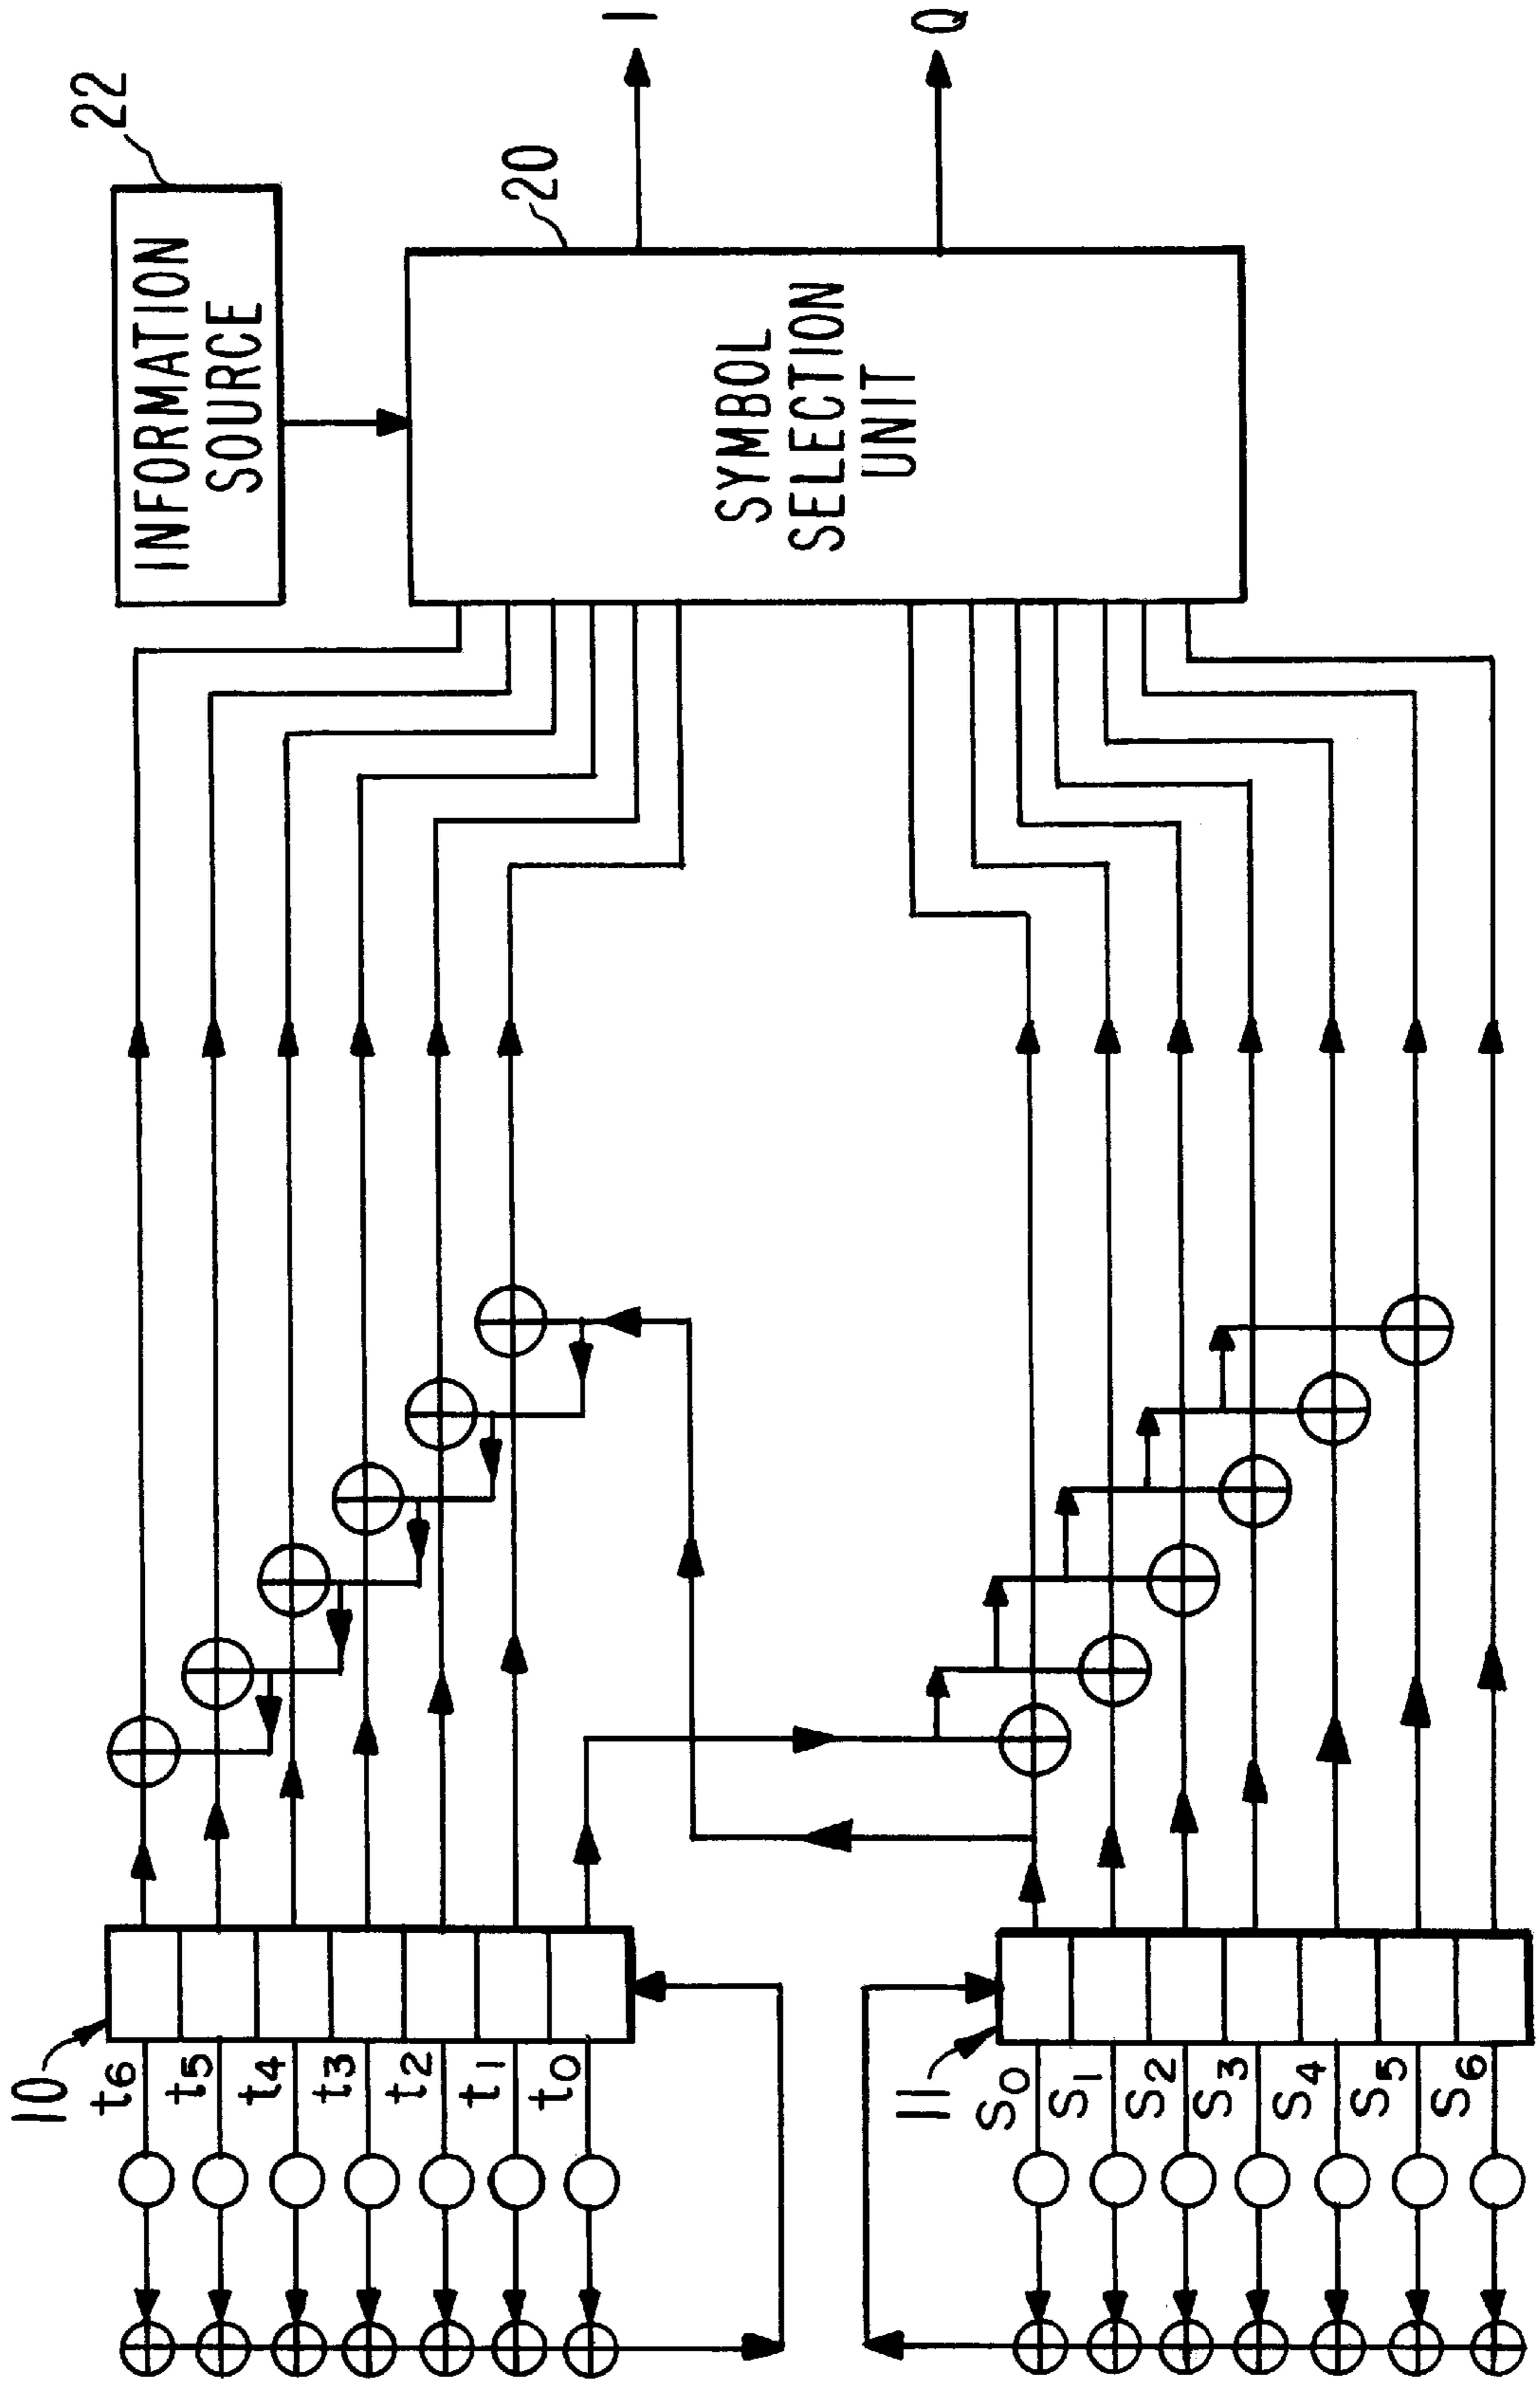 22
INFORMATION
SOURCE
20
SYMBOL
SELECTION
UNIT
I
Q
10
t6
t5
t4
t3
t2
t1
t0
11
S0
S1
S2
S3
S4
S5
S6